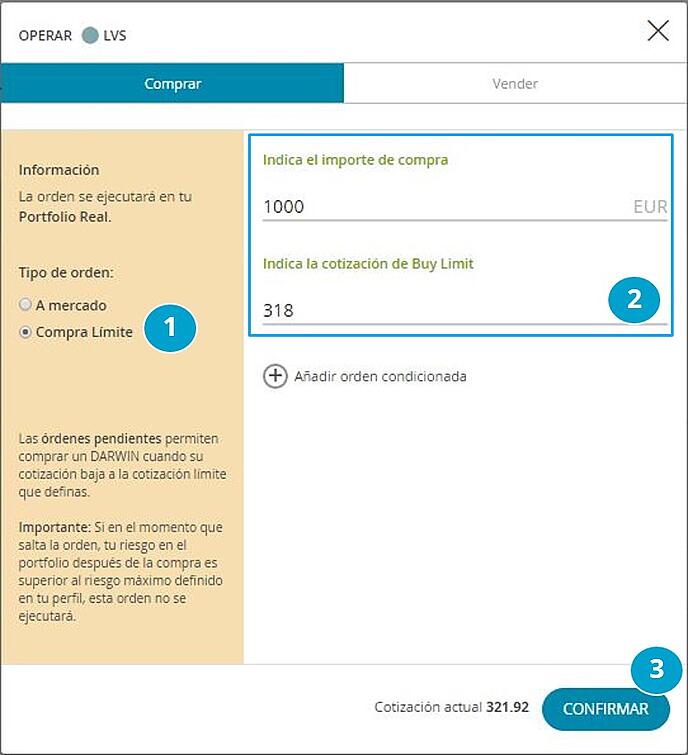 OPERAR LVS
Comprar
Vender
Información
La orden se ejecutará en tu
Portfolio Real.
Tipo de orden:
A mercado
Compra Límite
1
Las órdenes pendientes permiten
comprar un DARWIN cuando su
cotización baja a la cotización límite
que definas.
Importante: Si en el momento que
salta la orden, tu riesgo en el
portfolio después de la compra es
superior al riesgo máximo definido
en tu perfil, esta orden no se
ejecutará.
Indica el importe de compra
1000 EUR
Indica la cotización de Buy Limit
318
2
Añadir orden condicionada
3
Cotización actual 321.92
CONFIRMAR